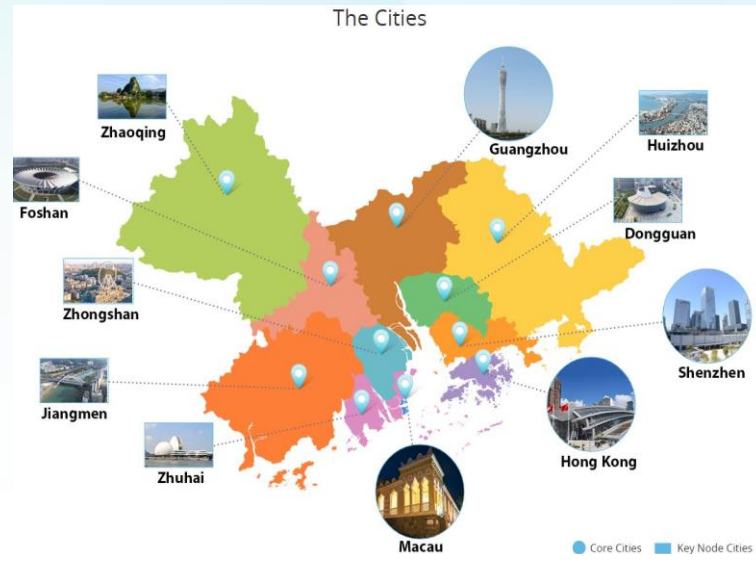 The Cities
Zhaoqing
Guangzhou
Huizhou
Foshan
Dongguan
Zhongshan
Shenzhen
Jiangmen
Zhuhai
Hong Kong
Macau
Core Cities
Key Node Cities